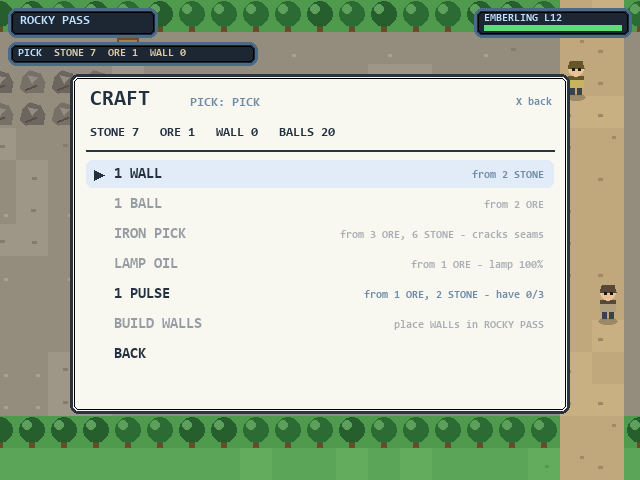 ROCKY PASS
EMBERLING L12
PICK STONE 7 ORE 1 WALL 0
CRAFT PICK: PICK X back
STONE 7 ORE 1 WALL 0 BALLS 20
▶ 1 WALL from 2 STONE
1 BALL from 2 ORE
IRON PICK from 3 ORE, 6 STONE - cracks seams
LAMP OIL from 1 ORE - lamp 100%
1 PULSE from 1 ORE, 2 STONE - have 0/3
BUILD WALLS place WALLs in ROCKY PASS
BACK